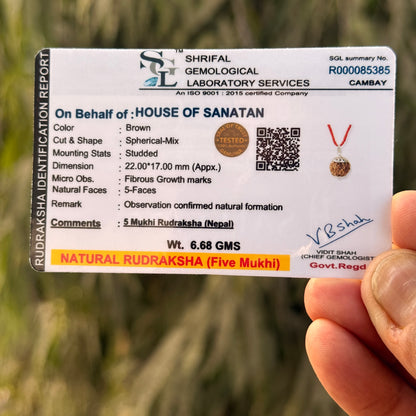 RUDRAKSHA IDENTIFICATION REPORT
SG L
TM
SHRIFAL
GEMOLOGICAL
LABORATORY SERVICES
An ISO 9001 : 2015 certified Company
SGL summary No.
R000085385
CAMBAY
On Behalf of : HOUSE OF SANATAN
Color : Brown
Cut & Shape : Spherical-Mix
Mounting Stats : Studded
Dimension : 22.00*17.00 mm (Appx.)
Micro Obs. : Fibrous Growth marks
Natural Faces : 5-Faces
Remark : Observation confirmed natural formation
Comments : 5 Mukhi Rudraksha (Nepal)
Wt. 6.68 GMS
NATURAL RUDRAKSHA (Five Mukhi)
VBShah
VIDIT SHAH
(CHIEF GEMOLOGIST
Govt.Regd